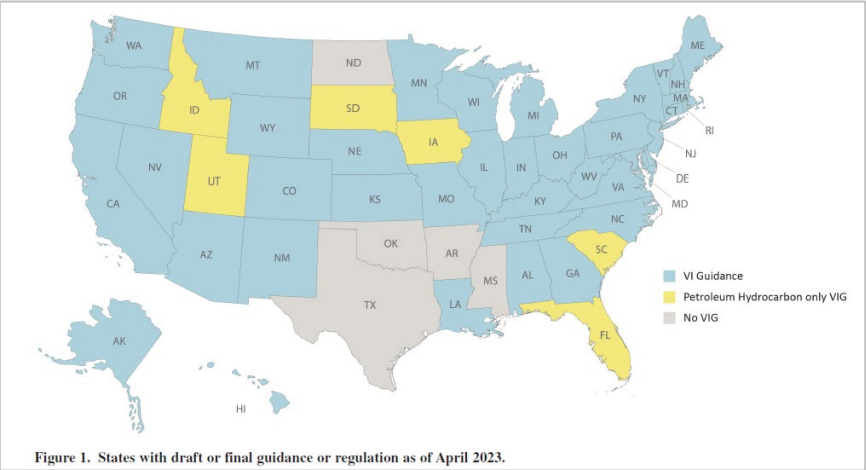 WA
MT
ND
MN
ME
VT
NH
OR
ID
SD
WI
MI
NY
MA
CT
RI
WY
IA
PA
NJ
NV
UT
NE
IL
IN
OH
DE
CO
WV
VA
MD
CA
KS
MO
KY
NC
AZ
NM
OK
AR
TN
SC
TX
MS
AL
GA
LA
FL
AK
HI
VI Guidance
Petroleum Hydrocarbon only VIG
No VIG
Figure 1. States with draft or final guidance or regulation as of April 2023.